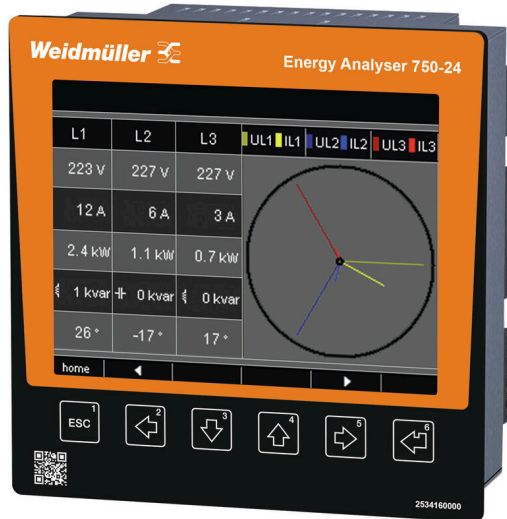 Weidmüller
Energy Analyser 750-24
L1 L2 L3 UL1 IL1 UL2 IL2 UL3 IL3
223 V 227 V 227 V
12 A 6 A 3 A
2.4 kW 1.1 kW 0.7 kW
1 kvar 0 kvar 0 kvar
26 ° -17 ° 17 °
home
ESC 1 2 3 4 5 6
2534160000